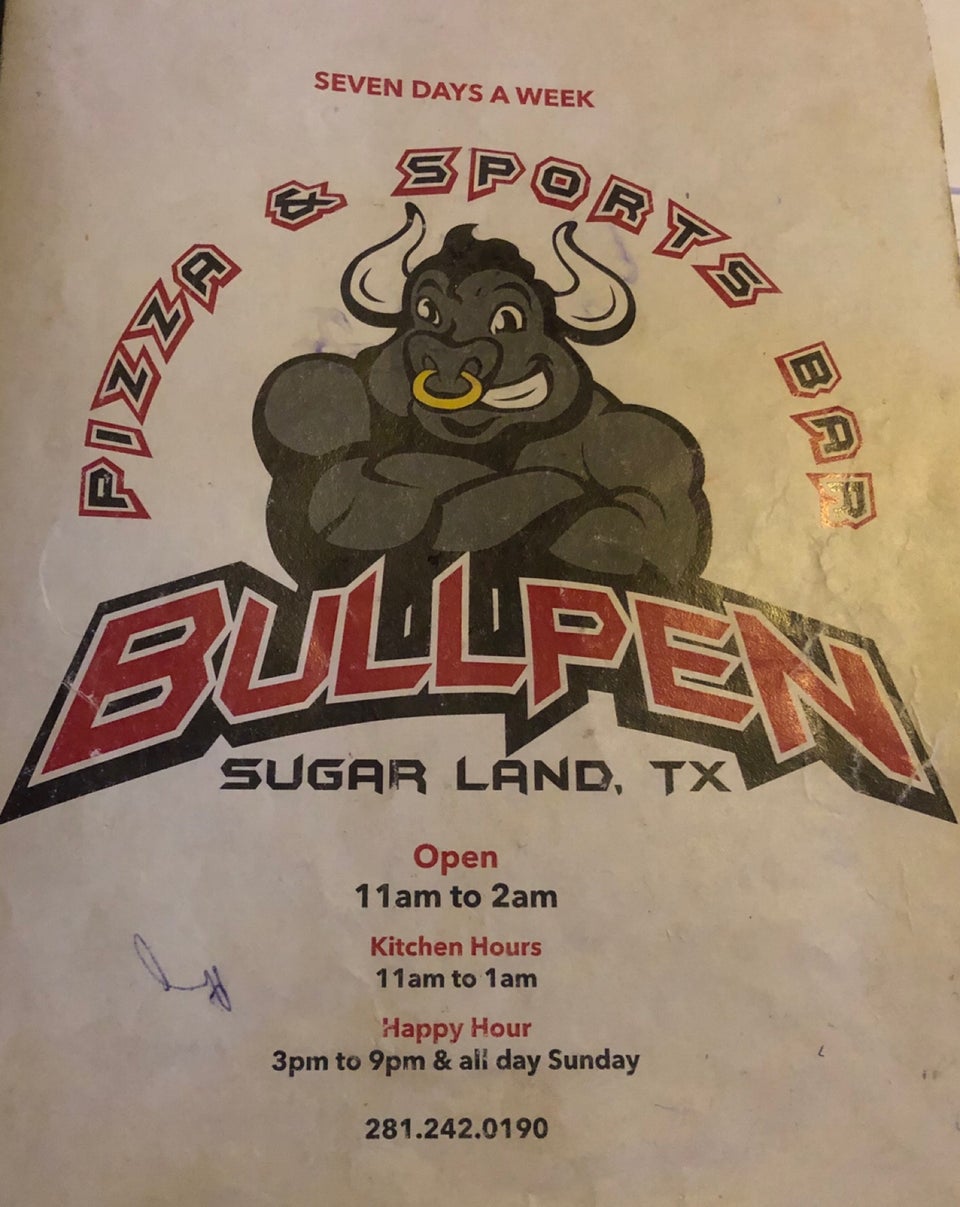 SEVEN DAYS A WEEK
PIZZA & SPORTS BAR
BULLPEN
SUGAR LAND, TX
Open
11am to 2am
Kitchen Hours
11am to 1am
Happy Hour
3pm to 9pm & all day Sunday
281.242.0190